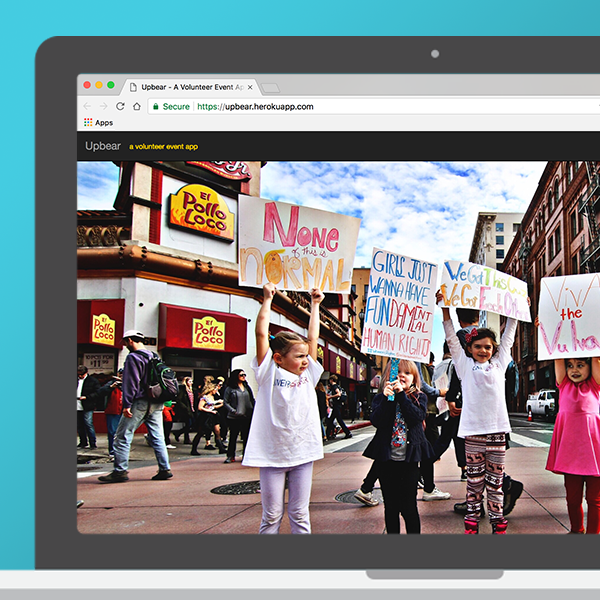 Upbear - A Volunteer Event Ap
Secure
https://upbear.herokuapp.com
Apps
Upbear
a volunteer event app
El
Pollo
Loco
None
of this is
NORMAL
GIRLS JUST
WANNA HAVE
FUNDAMENTAL
HUMAN RIGHTS
We Got This
We Got Each
ViVa
the
El
Pollo
Loco
El
Pollo
Loco